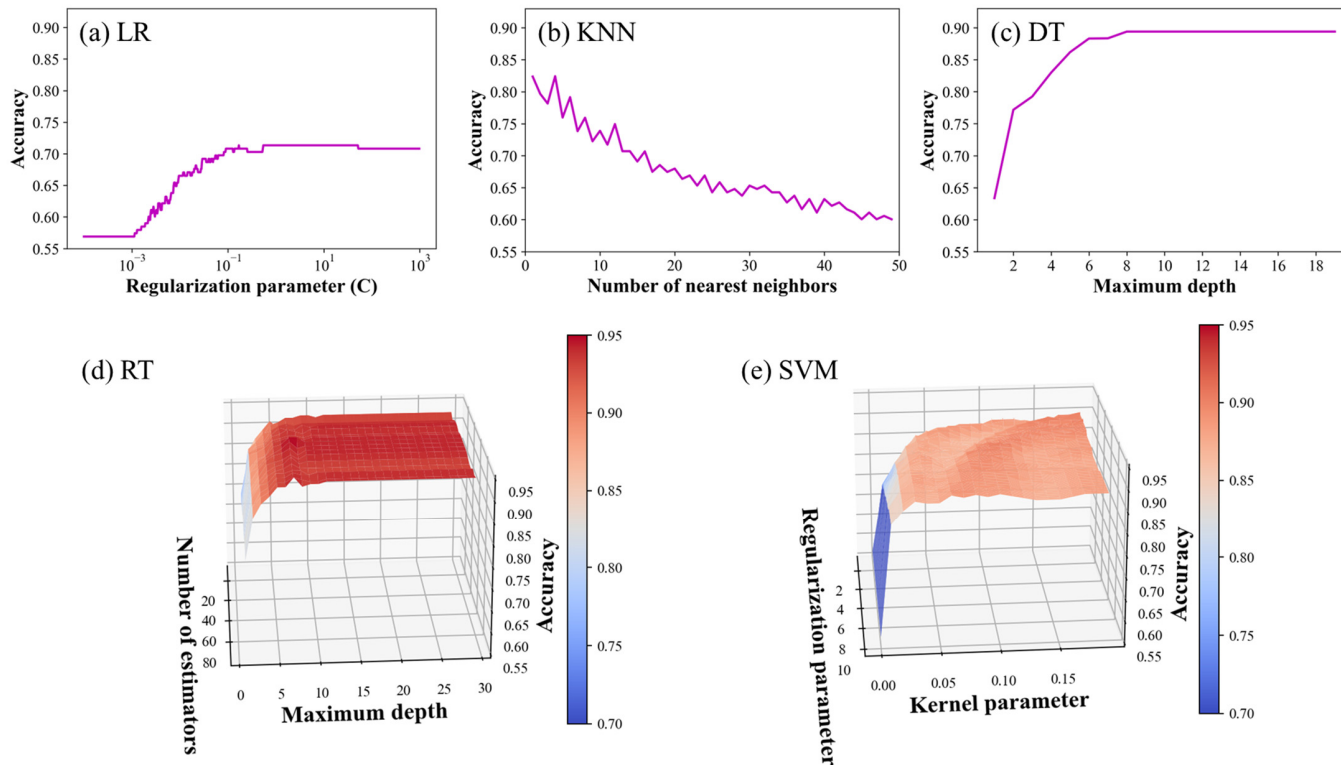 (a) LR
0.90
0.85
0.80
0.75
0.70
0.65
0.60
0.55
Accuracy
10⁻³ 10⁻¹ 10¹ 10³
Regularization parameter (C)
(b) KNN
0.90
0.85
0.80
0.75
0.70
0.65
0.60
0.55
Accuracy
0 10 20 30 40 50
Number of nearest neighbors
(c) DT
0.90
0.85
0.80
0.75
0.70
0.65
0.60
0.55
Accuracy
2 4 6 8 10 12 14 16 18
Maximum depth
(d) RT
Number of estimators
20
40
60
80
0 5 10 15 20 25 30
Maximum depth
0.95
0.90
0.85
0.80
0.75
0.70
0.65
0.60
0.55
Accuracy
0.95
0.90
0.85
0.80
0.75
0.70
(e) SVM
Regularization parameter
2
4
6
8
10
0.00 0.05 0.10 0.15
Kernel parameter
0.95
0.90
0.85
0.80
0.75
0.70
0.65
0.60
0.55
Accuracy
0.95
0.90
0.85
0.80
0.75
0.70